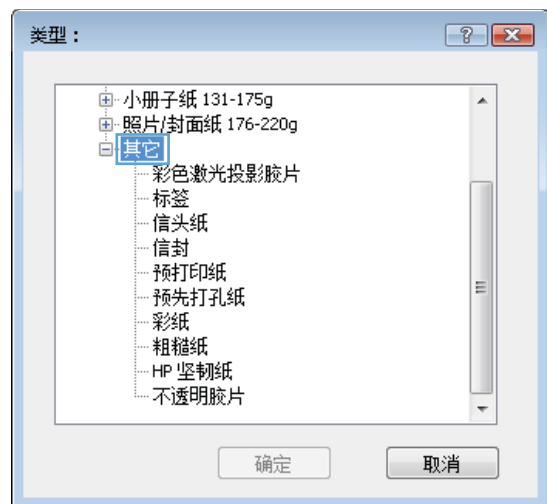 类型：
小册子纸 131-175g
照片/封面纸 176-220g
其它
彩色激光投影胶片
标签
信头纸
信封
预打印纸
预先打孔纸
彩纸
粗糙纸
HP 坚韧纸
不透明胶片
确定 取消